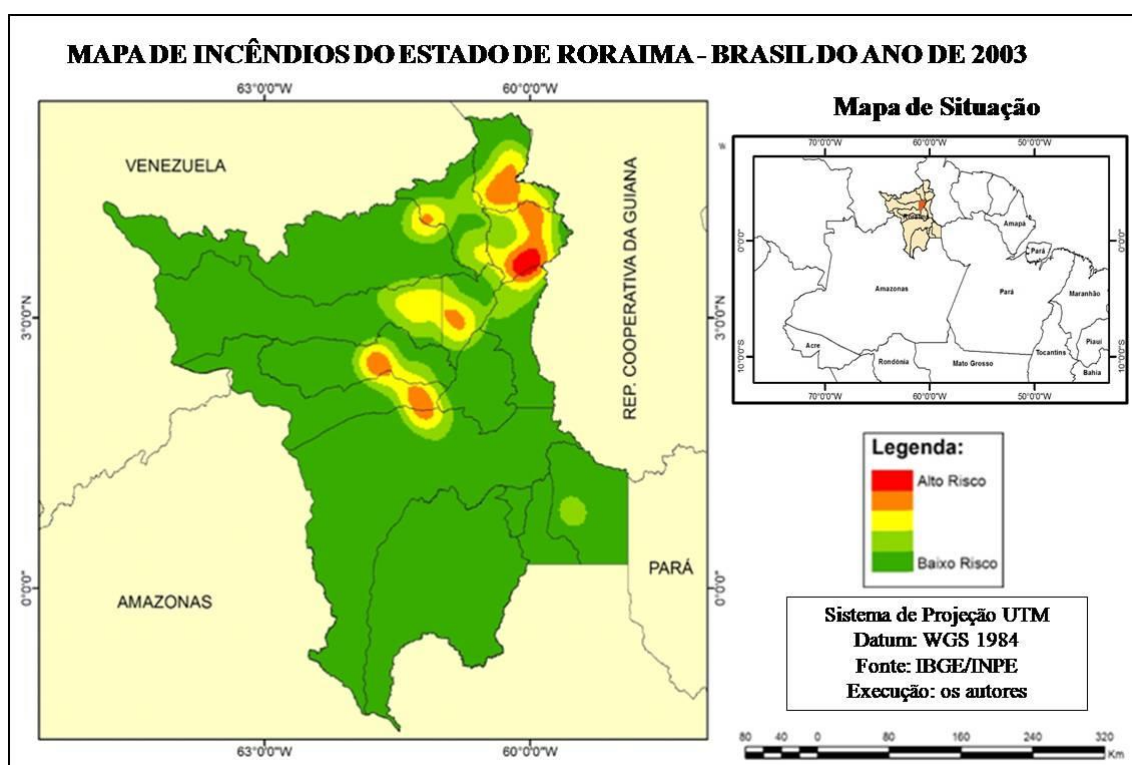 MAPA DE INCÊNDIOS DO ESTADO DE RORAIMA - BRASIL DO ANO DE 2003
63°0'0"W
60°0'0"W
VENEZUELA
REP. COOPERATIVA DA GUIANA
3°0'0"N
3°0'0"N
0°0'0"
0°0'0"
AMAZONAS
PARÁ
63°0'0"W
60°0'0"W
Mapa de Situação
70°0'0"W
60°0'0"W
50°0'0"W
0°0'0"
0°0'0"
10°0'0"S
10°0'0"S
Roraima
Amapá
Pará
Amazonas
Pará
Maranhão
Piauí
Acre
Rondônia
Mato Grosso
Tocantins
Bahia
70°0'0"W
60°0'0"W
50°0'0"W
Legenda:
Alto Risco
Baixo Risco
Sistema de Projeção UTM
Datum: WGS 1984
Fonte: IBGE/INPE
Execução: os autores
80 40 0 80 160 240 320
Km